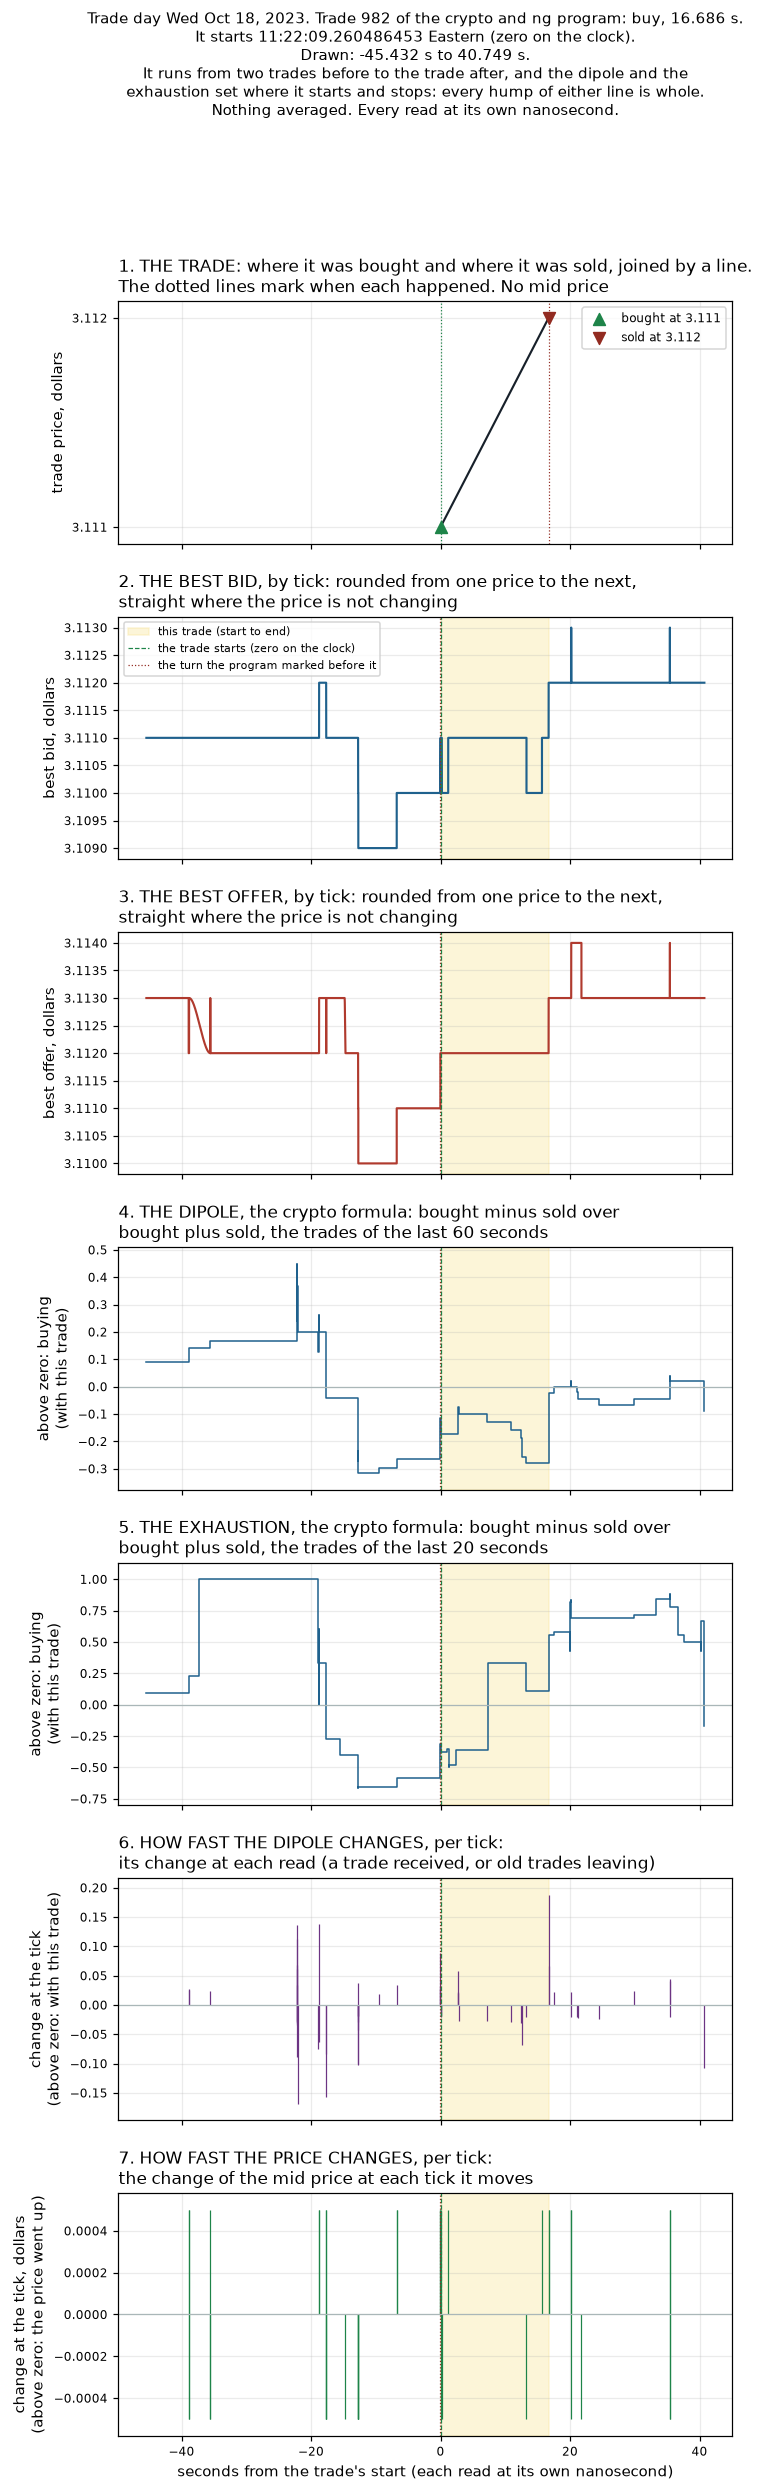 Trade day Wed Oct 18, 2023. Trade 982 of the crypto and ng program: buy, 16.686 s.
It starts 11:22:09.260486453 Eastern (zero on the clock).
Drawn: -45.432 s to 40.749 s.
It runs from two trades before to the trade after, and the dipole and the
exhaustion set where it starts and stops: every hump of either line is whole.
Nothing averaged. Every read at its own nanosecond.
1. THE TRADE: where it was bought and where it was sold, joined by a line.
The dotted lines mark when each happened. No mid price
bought at 3.111
sold at 3.112
trade price, dollars
3.112
3.111
2. THE BEST BID, by tick: rounded from one price to the next,
straight where the price is not changing
this trade (start to end)
the trade starts (zero on the clock)
the turn the program marked before it
best bid, dollars
3.1130
3.1125
3.1120
3.1115
3.1110
3.1105
3.1100
3.1095
3.1090
3. THE BEST OFFER, by tick: rounded from one price to the next,
straight where the price is not changing
best offer, dollars
3.1140
3.1135
3.1130
3.1125
3.1120
3.1115
3.1110
3.1105
3.1100
4. THE DIPOLE, the crypto formula: bought minus sold over
bought plus sold, the trades of the last 60 seconds
above zero: buying
(with this trade)
0.5
0.4
0.3
0.2
0.1
0.0
−0.1
−0.2
−0.3
5. THE EXHAUSTION, the crypto formula: bought minus sold over
bought plus sold, the trades of the last 20 seconds
above zero: buying
(with this trade)
1.00
0.75
0.50
0.25
0.00
−0.25
−0.50
−0.75
6. HOW FAST THE DIPOLE CHANGES, per tick:
its change at each read (a trade received, or old trades leaving)
change at the tick
(above zero: with this trade)
0.20
0.15
0.10
0.05
0.00
−0.05
−0.10
−0.15
7. HOW FAST THE PRICE CHANGES, per tick:
the change of the mid price at each tick it moves
change at the tick, dollars
(above zero: the price went up)
0.0004
0.0002
0.0000
−0.0002
−0.0004
−40
−20
0
20
40
seconds from the trade's start (each read at its own nanosecond)